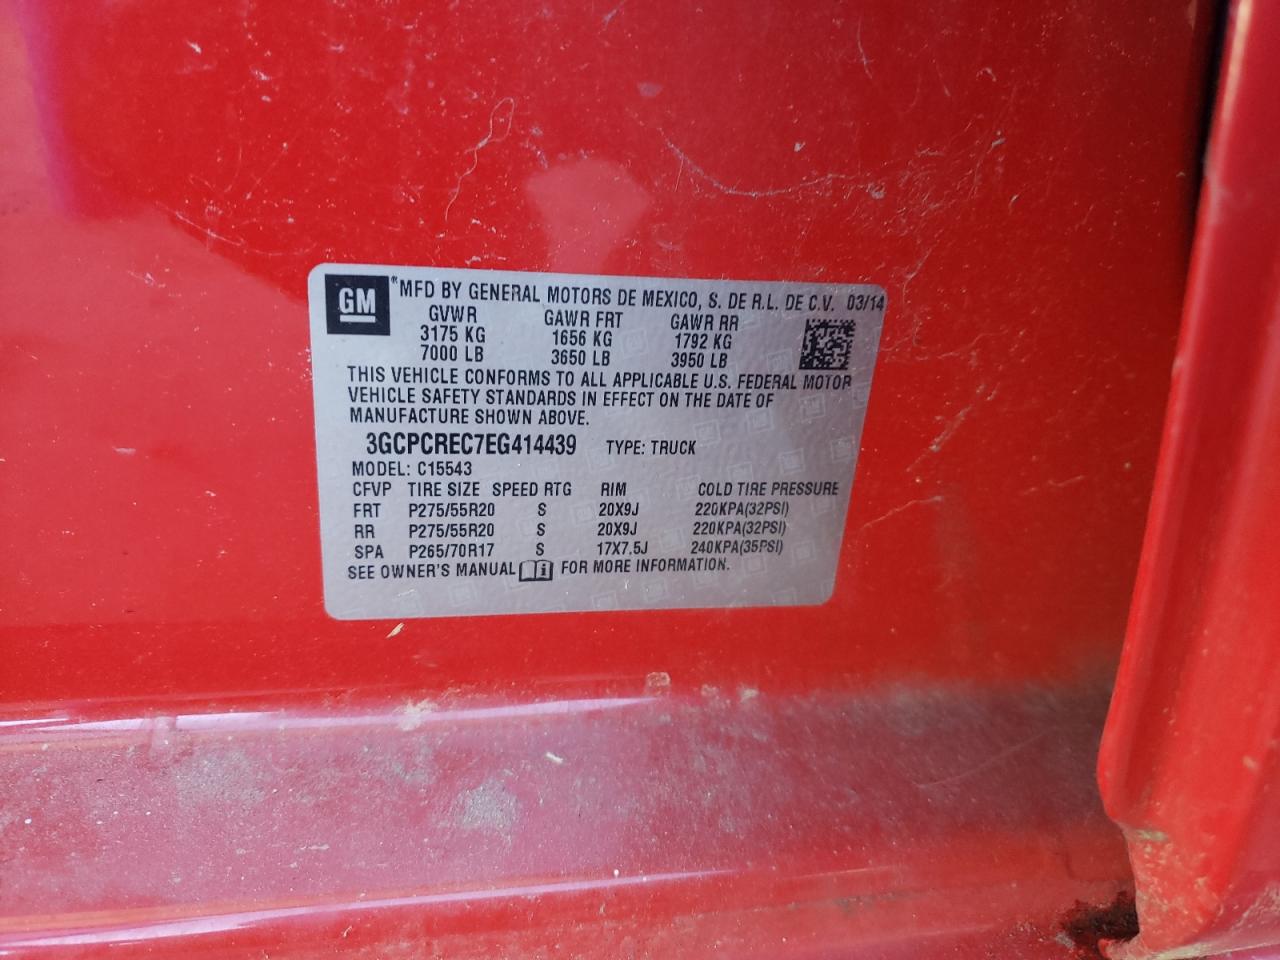 GM
*MFD BY GENERAL MOTORS DE MEXICO, S. DE R.L. DE C.V. 03/14
GVWR GAWR FRT GAWR RR
3175 KG 1656 KG 1792 KG
7000 LB 3650 LB 3950 LB
THIS VEHICLE CONFORMS TO ALL APPLICABLE U.S. FEDERAL MOTOR
VEHICLE SAFETY STANDARDS IN EFFECT ON THE DATE OF
MANUFACTURE SHOWN ABOVE.
3GCPCREC7EG414439 TYPE: TRUCK
MODEL: C15543
CFVP TIRE SIZE SPEED RTG RIM COLD TIRE PRESSURE
FRT P275/55R20 S 20X9J 220KPA(32PSI)
RR P275/55R20 S 20X9J 220KPA(32PSI)
SPA P265/70R17 S 17X7.5J 240KPA(35PSI)
SEE OWNER'S MANUAL FOR MORE INFORMATION.